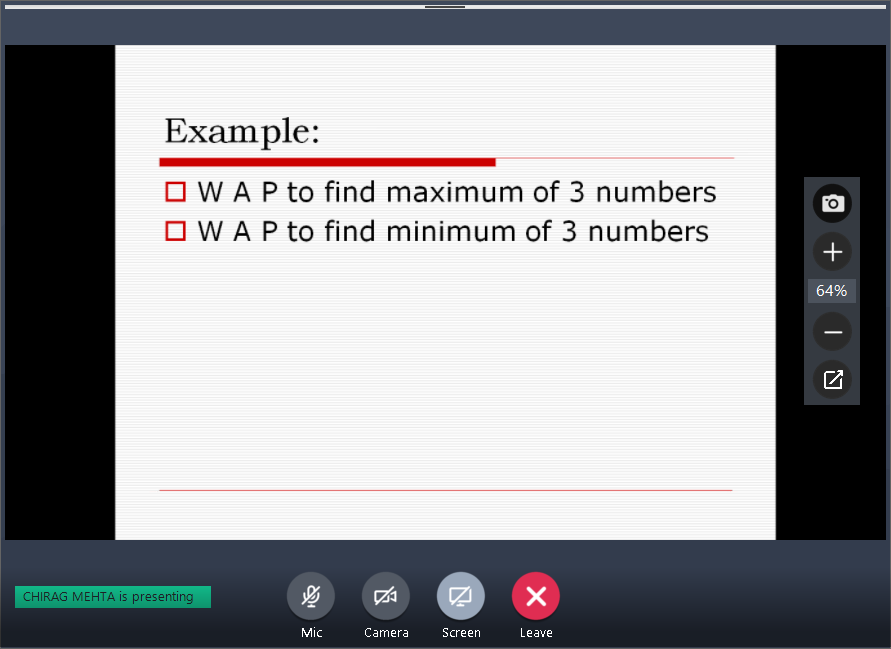 Example:
W A P to find maximum of 3 numbers
W A P to find minimum of 3 numbers
64%
CHIRAG MEHTA is presenting
Mic
Camera
Screen
Leave